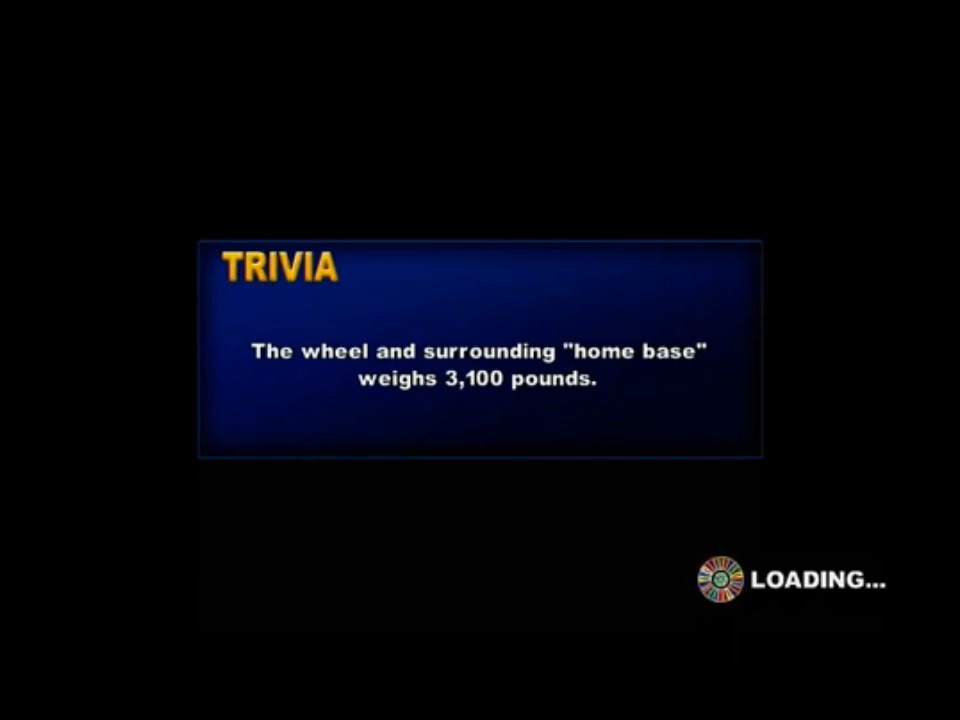 TRIVIA
The wheel and surrounding "home base"
weighs 3,100 pounds.
LOADING...